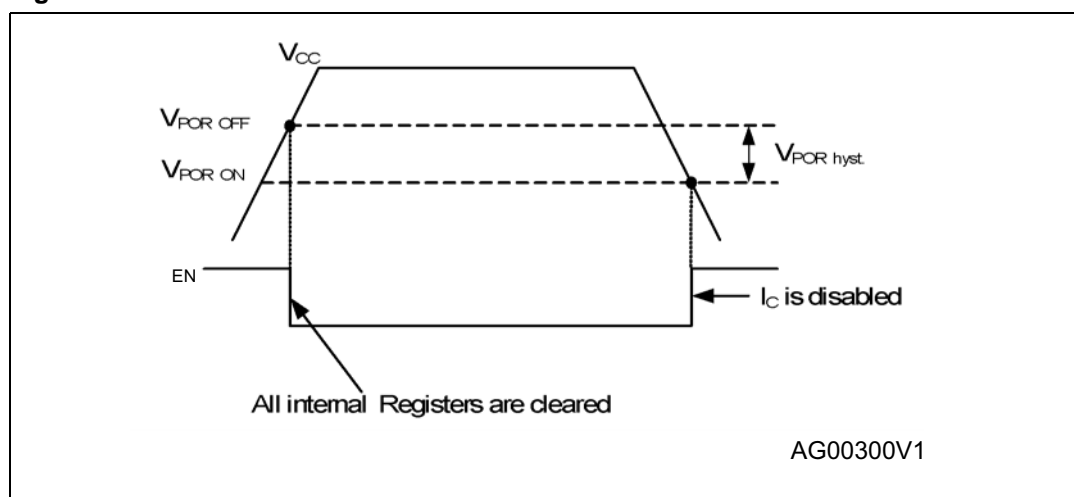 V_CC
V_POR OFF
V_POR ON
V_POR hyst.
EN
I_C is disabled
All internal Registers are cleared
AG00300V1